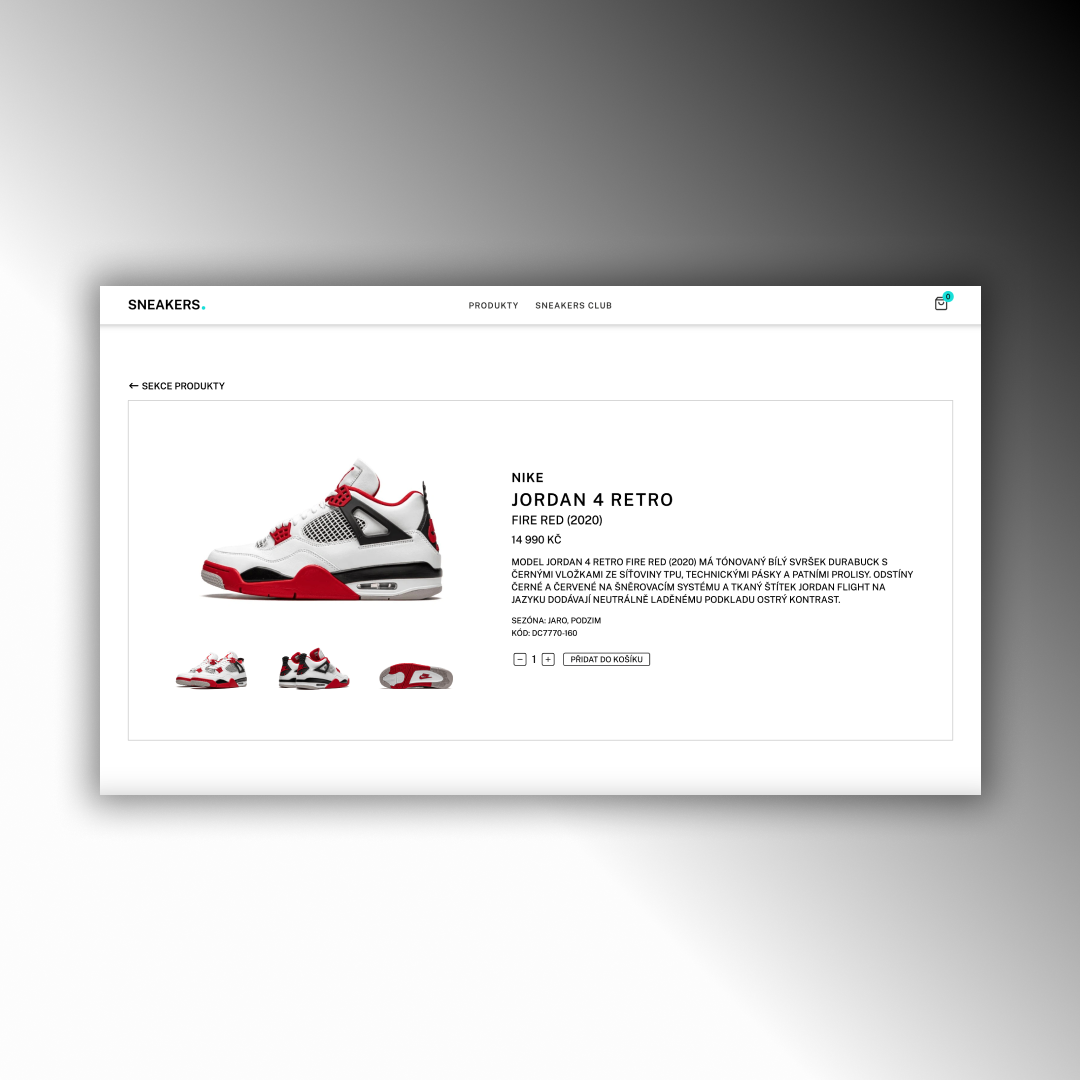 SNEAKERS.
PRODUKTY
SNEAKERS CLUB
0
← SEKCE PRODUKTY
NIKE
JORDAN 4 RETRO
FIRE RED (2020)
14 990 KČ
MODEL JORDAN 4 RETRO FIRE RED (2020) MÁ TÓNOVANÝ BÍLÝ SVRŠEK DURABUCK S
ČERNÝMI VLOŽKAMI ZE SÍŤOVINY TPU, TECHNICKÝMI PÁSKY A PATNÍMI PROLISY. ODSTÍNY
ČERNÉ A ČERVENÉ NA ŠNĚROVACÍM SYSTÉMU A TKANÝ ŠTÍTEK JORDAN FLIGHT NA
JAZYKU DODÁVAJÍ NEUTRÁLNĚ LADĚNÉMU PODKLADU OSTRÝ KONTRAST.
SEZÓNA: JARO, PODZIM
KÓD: DC7770-160
− 1 + PŘIDAT DO KOŠÍKU